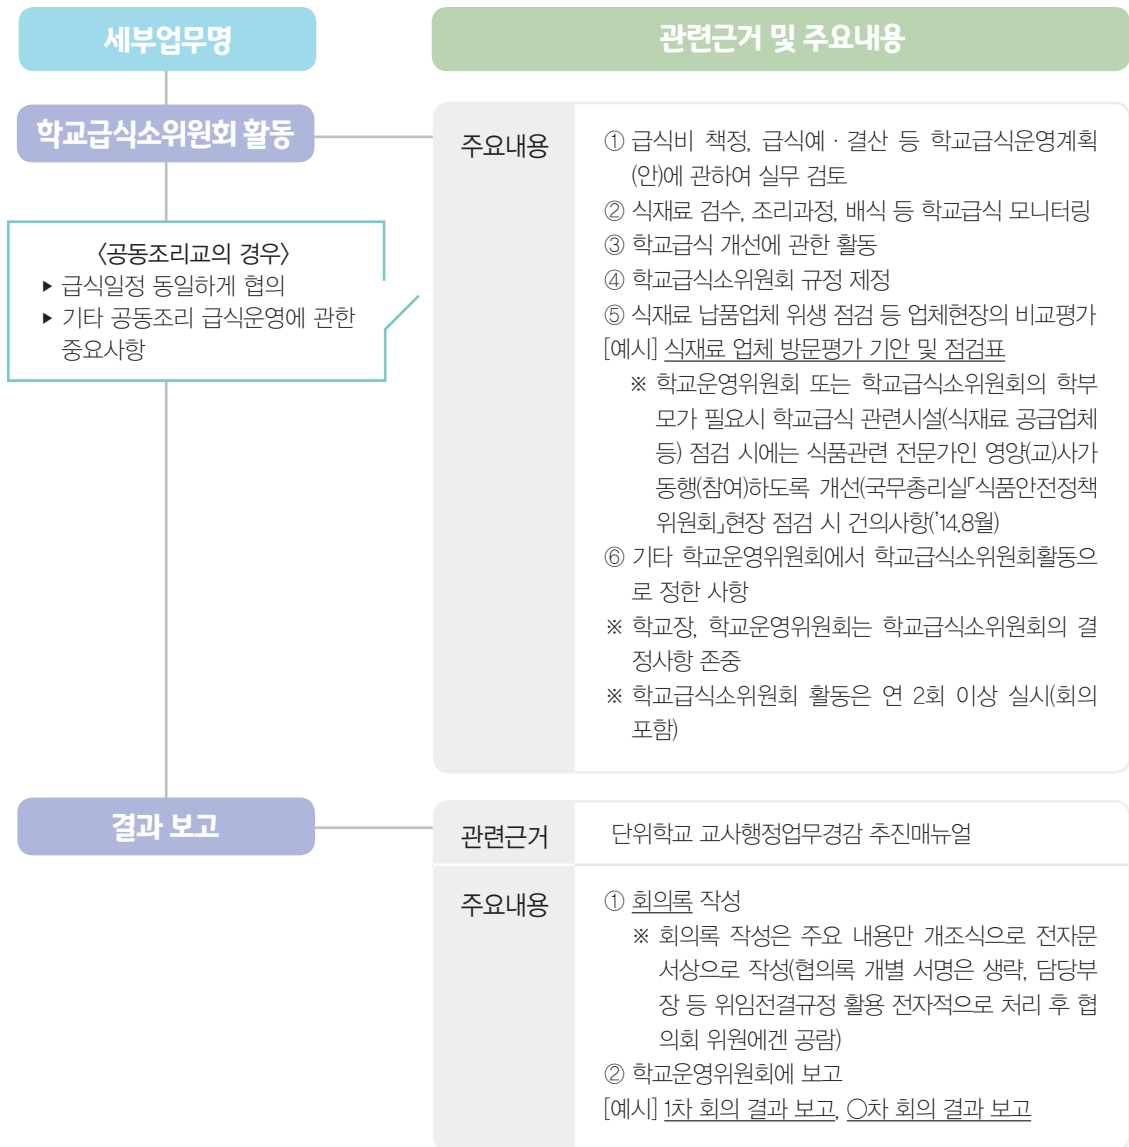 세부업무명
관련근거 및 주요내용
학교급식소위원회 활동
〈공동조리교의 경우〉
▶ 급식일정 동일하게 협의
▶ 기타 공동조리 급식운영에 관한
중요사항
주요내용
① 급식비 책정, 급식예 · 결산 등 학교급식운영계획
(안)에 관하여 실무 검토
② 식재료 검수, 조리과정, 배식 등 학교급식 모니터링
③ 학교급식 개선에 관한 활동
④ 학교급식소위원회 규정 제정
⑤ 식재료 납품업체 위생 점검 등 업체현장의 비교평가
[예시] 식재료 업체 방문평가 기안 및 점검표
※ 학교운영위원회 또는 학교급식소위원회의 학부
모가 필요시 학교급식 관련시설(식재료 공급업체
등) 점검 시에는 식품관련 전문가인 영양(교)사가
동행(참여)하도록 개선(국무총리실「식품안전정책
위원회」현장 점검 시 건의사항('14.8월)
⑥ 기타 학교운영위원회에서 학교급식소위원회활동으
로 정한 사항
※ 학교장, 학교운영위원회는 학교급식소위원회의 결
정사항 존중
※ 학교급식소위원회 활동은 연 2회 이상 실시(회의
포함)
결과 보고
관련근거
단위학교 교사행정업무경감 추진매뉴얼
주요내용
① 회의록 작성
※ 회의록 작성은 주요 내용만 개조식으로 전자문
서상으로 작성(협의록 개별 서명은 생략, 담당부
장 등 위임전결규정 활용 전자적으로 처리 후 협
의회 위원에겐 공람)
② 학교운영위원회에 보고
[예시] 1차 회의 결과 보고, ○차 회의 결과 보고